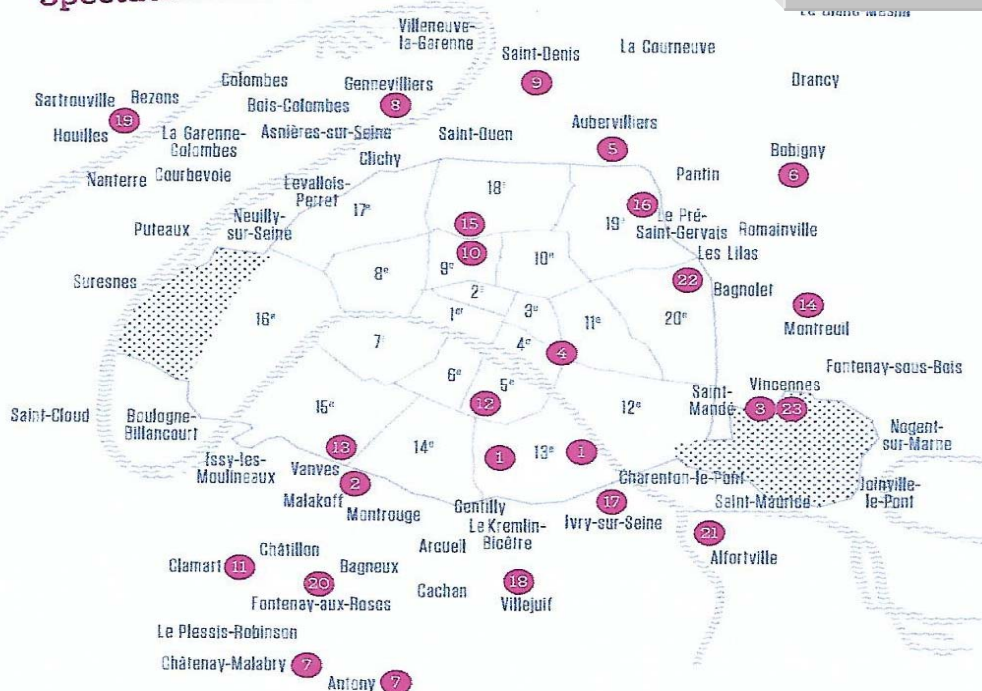 Villeneuve-
la-Garenne
Saint-Denis
La Courneuve
9
Colombes
Gennevilliers
Drancy
Sartrouville
Bezons
Bois-Colombes
8
19
Houilles
La Garenne-
Colombes
Asnières-sur-Seine
Saint-Ouen
Aubervilliers
5
Bobigny
6
Clichy
Nanterre
Courbevoie
Levallois-
Perret
Pantin
17e
18e
16
Puteaux
Neuilly-
sur-Seine
15
19e
Le Pré-
Saint-Gervais
Romainville
10
9e
10e
Les Lilas
Suresnes
8e
22
Bagnolet
2e
14
Montreuil
16e
1er
3e
11e
20e
7e
4e
4
Fontenay-sous-Bois
6e
5e
Saint-
Mandé
Vincennes
3
23
Saint-Cloud
Boulogne-
Billancourt
15e
12
12e
Nogent-
sur-Marne
13
14e
1
13e
1
Issy-les-
Moulineaux
Vanves
2
Charenton-le-Pont
Joinville-
le-Pont
Malakoff
Montrouge
Gentilly
17
Ivry-sur-Seine
Saint-Maurice
Le Kremlin-
Bicêtre
21
Alfortville
Arcueil
Châtillon
Clamart
11
Bagneux
20
Cachan
18
Fontenay-aux-Roses
Villejuif
Le Plessis-Robinson
Châtenay-Malabry
7
Antony
7